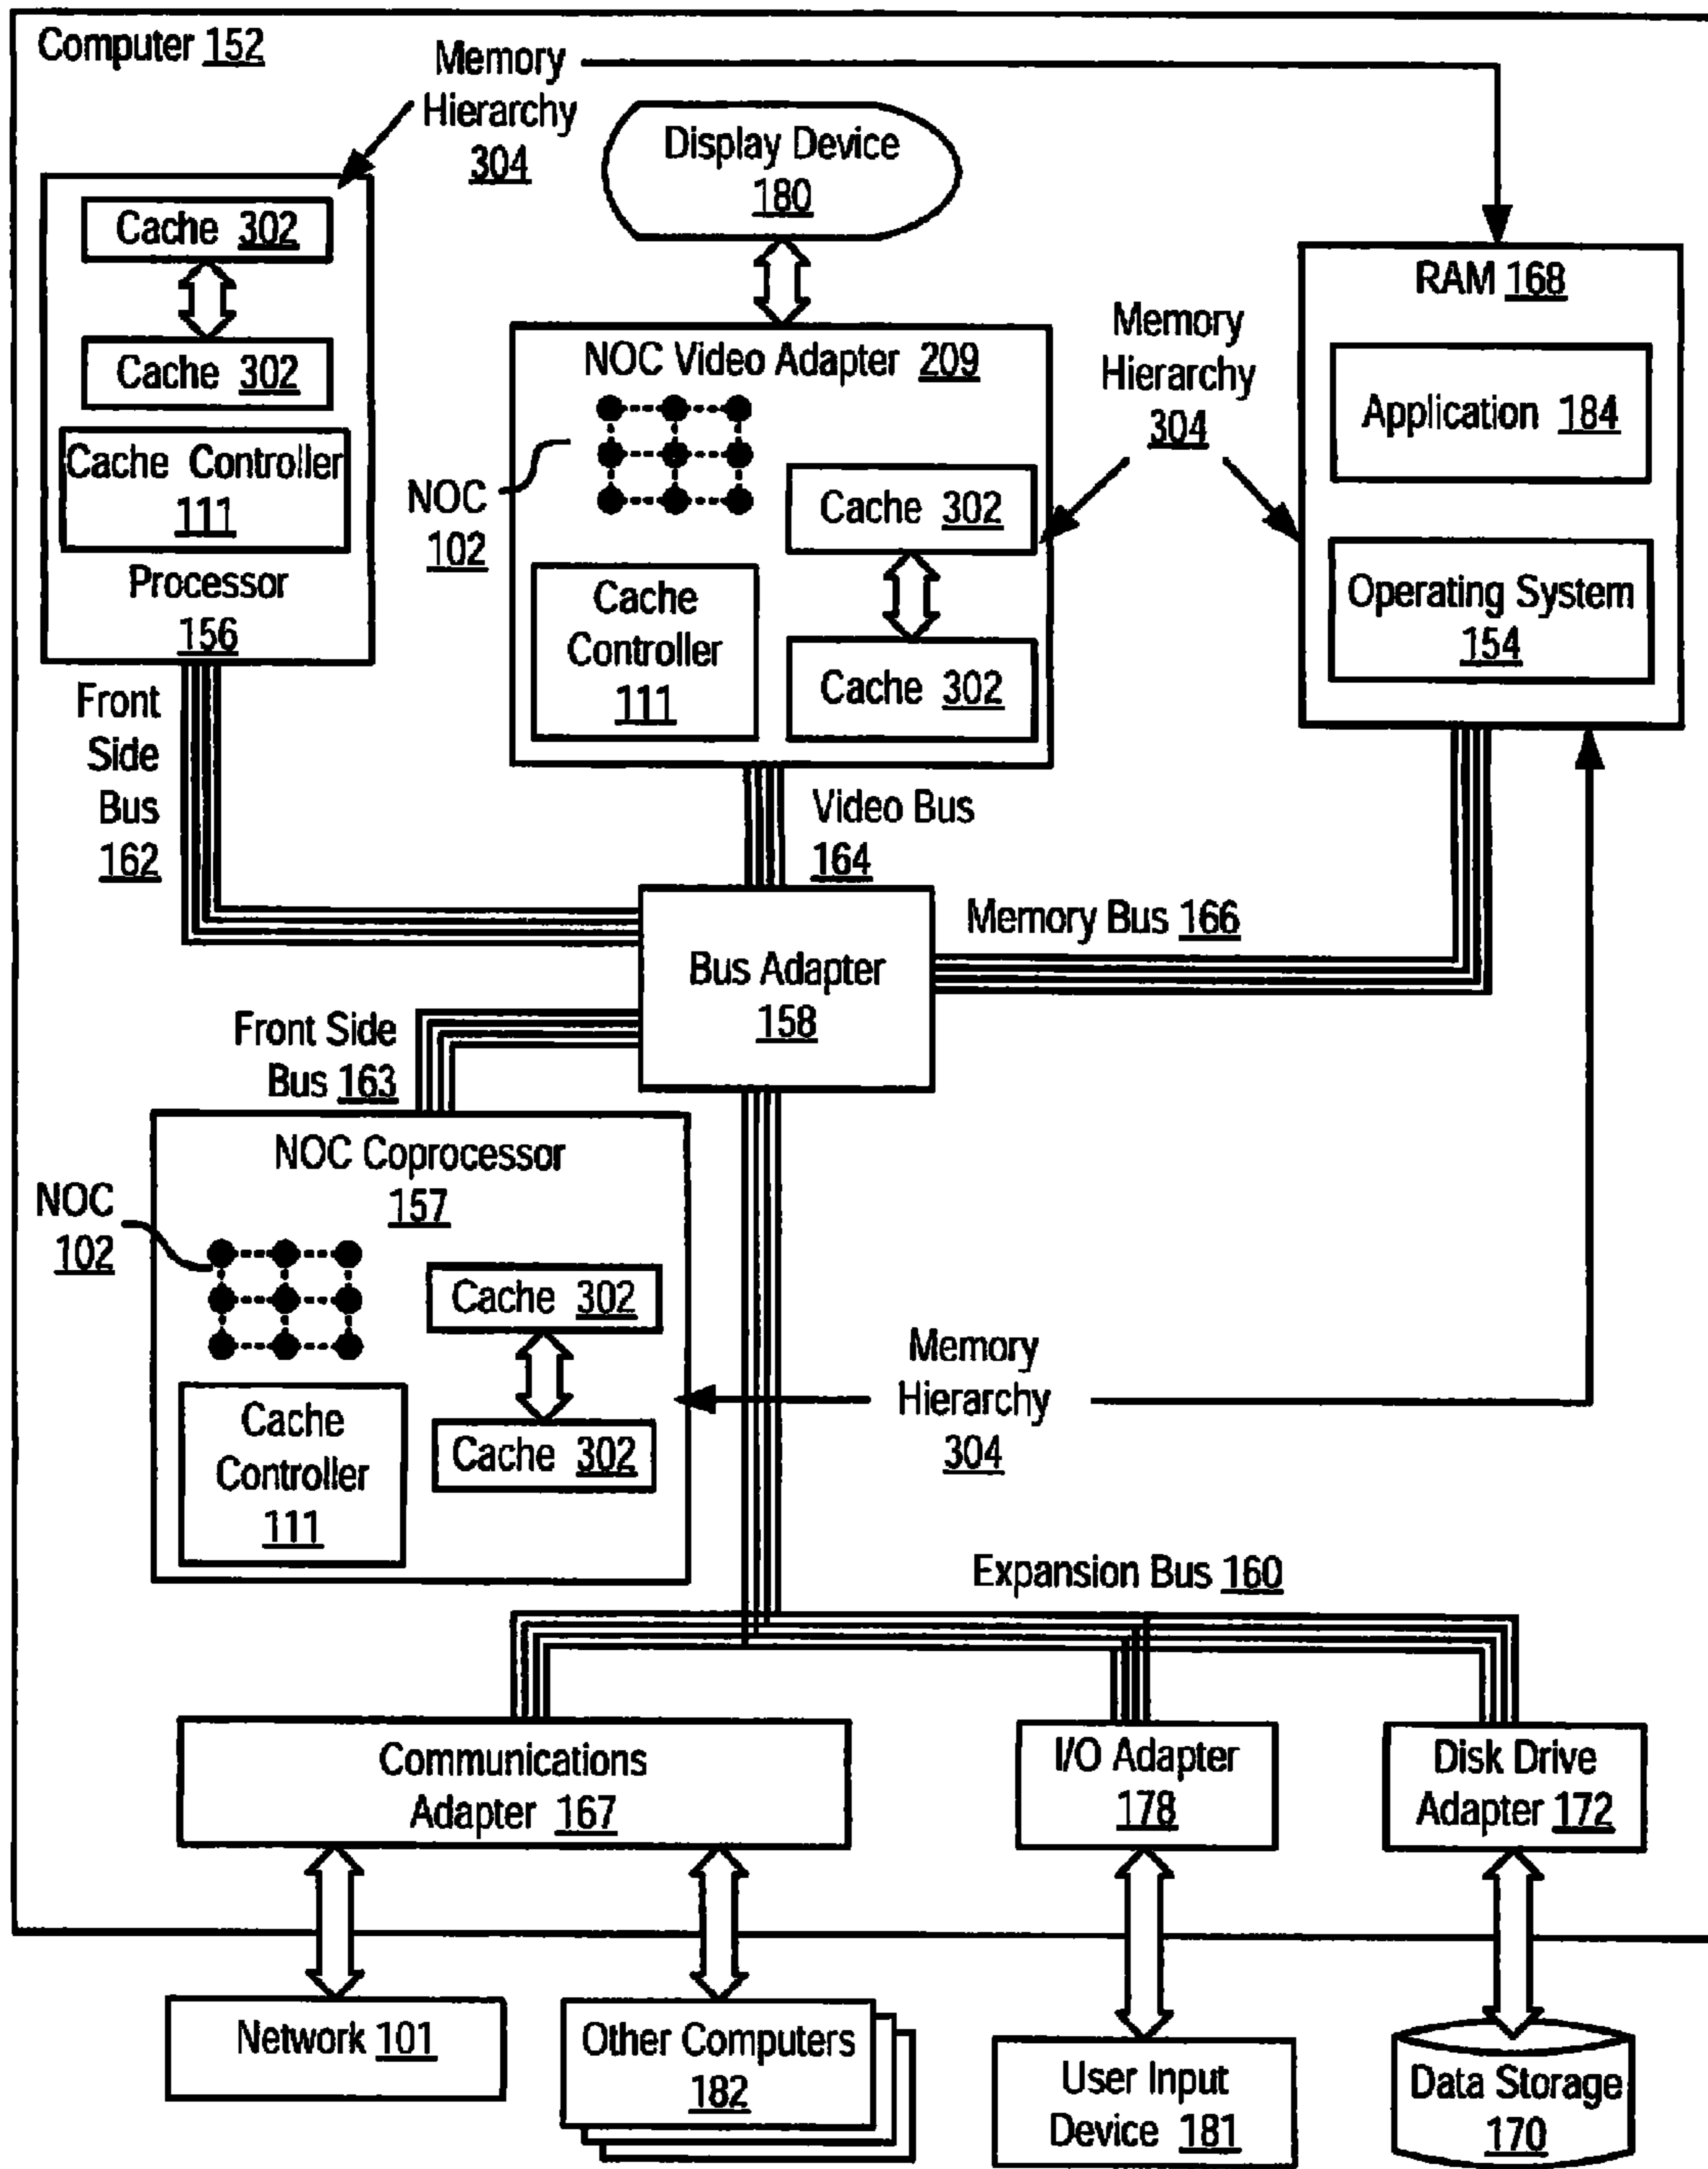 Computer 152
Memory
Hierarchy
304
Display Device
180
Cache 302
Cache 302
Cache Controller
111
Processor
156
NOC Video Adapter 209
NOC
102
Cache 302
Cache
Controller
111
Cache 302
Memory
Hierarchy
304
RAM 168
Application 184
Operating System
154
Front
Side
Bus
162
Video Bus
164
Memory Bus 166
Bus Adapter
158
Front Side
Bus 163
NOC Coprocessor
157
NOC
102
Cache 302
Cache
Controller
111
Cache 302
Memory
Hierarchy
304
Expansion Bus 160
Communications
Adapter 167
I/O Adapter
178
Disk Drive
Adapter 172
Network 101
Other Computers
182
User Input
Device 181
Data Storage
170